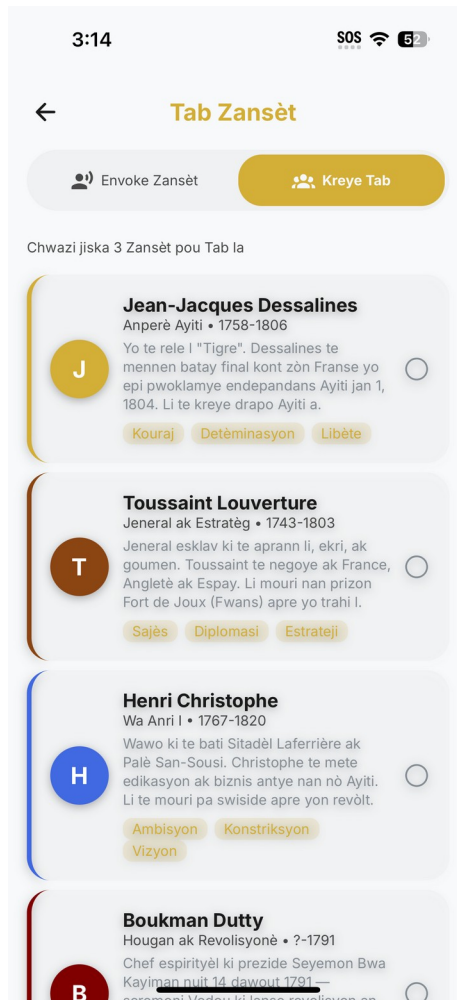 3:14
SOS
52
Tab Zansèt
Envoke Zansèt
Kreye Tab
Chwazi jiska 3 Zansèt pou Tab la
J
Jean-Jacques Dessalines
Anperè Ayiti • 1758-1806
Yo te rele l "Tigre". Dessalines te
mennen batay final kont zòn Franse yo
epi pwoklamye endepandans Ayiti jan 1,
1804. Li te kreye drapo Ayiti a.
Kouraj Detèminasyon Libète
T
Toussaint Louverture
Jeneral ak Estratèg • 1743-1803
Jeneral esklav ki te aprann li, ekri, ak
goumen. Toussaint te negoye ak France,
Angletè ak Espay. Li mouri nan prizon
Fort de Joux (Fwans) apre yo trahi l.
Sajès Diplomasi Estrateji
H
Henri Christophe
Wa Anri I • 1767-1820
Wawo ki te bati Sitadèl Laferrière ak
Palè San-Sousi. Christophe te mete
edikasyon ak biznis antye nan nò Ayiti.
Li te mouri pa swiside apre yon revòlt.
Ambisyon Konstriksyon
Vizyon
B
Boukman Dutty
Hougan ak Revolisyonè • ?-1791
Chef espirityèl ki prezide Seyemon Bwa
Kayiman nuit 14 dawout 1791 —